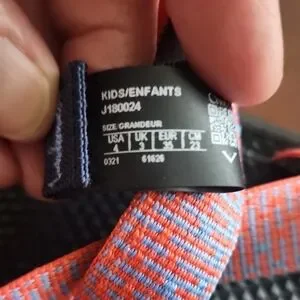 KIDS/ENFANTS
J180024
SIZE/GRANDEUR
USA UK EUR CM
4 3 35 23
0321 61626